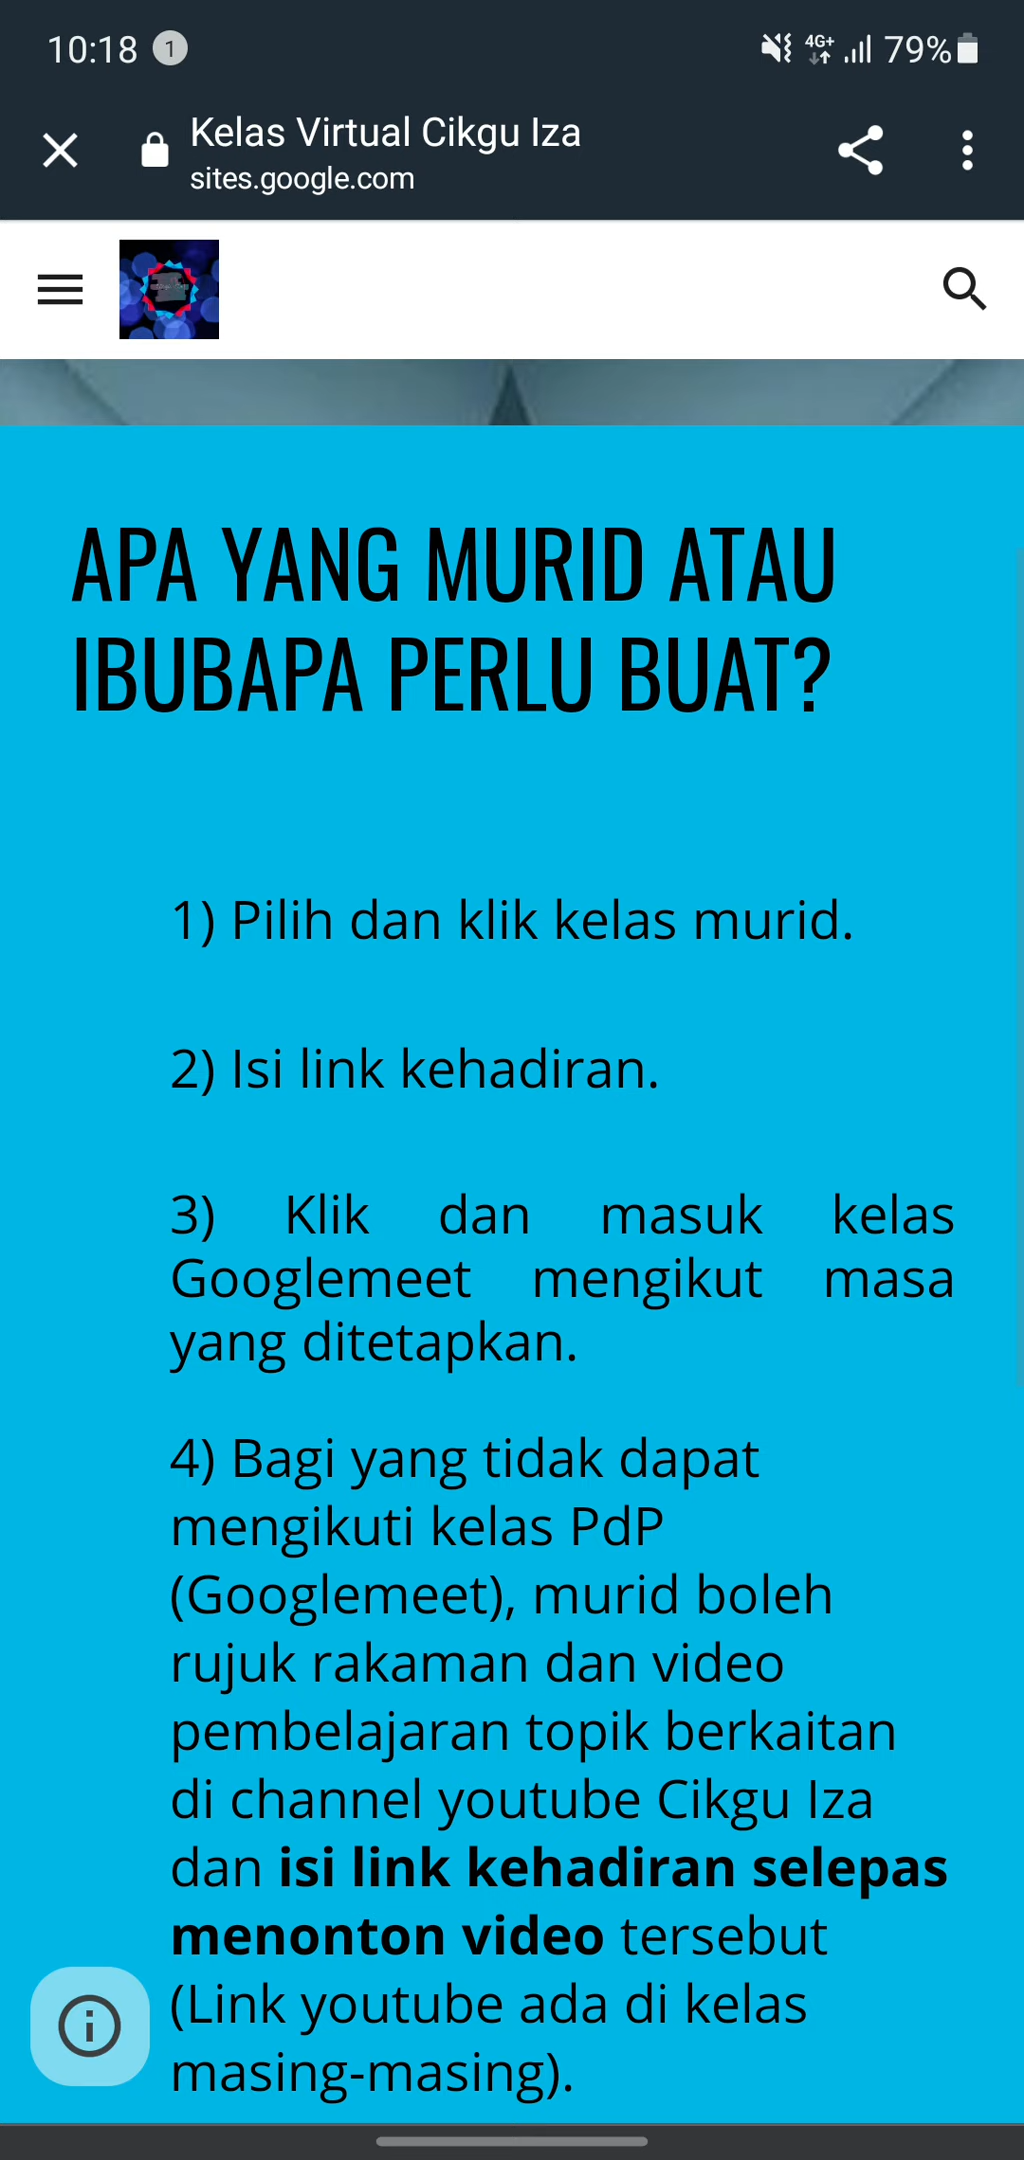 10:18 1 4G+ 79%
Kelas Virtual Cikgu Iza
sites.google.com
APA YANG MURID ATAU
IBUBAPA PERLU BUAT?
1) Pilih dan klik kelas murid.
2) Isi link kehadiran.
3) Klik dan masuk kelas
Googlemeet mengikut masa
yang ditetapkan.
4) Bagi yang tidak dapat
mengikuti kelas PdP
(Googlemeet), murid boleh
rujuk rakaman dan video
pembelajaran topik berkaitan
di channel youtube Cikgu Iza
dan isi link kehadiran selepas
menonton video tersebut
(Link youtube ada di kelas
masing-masing).